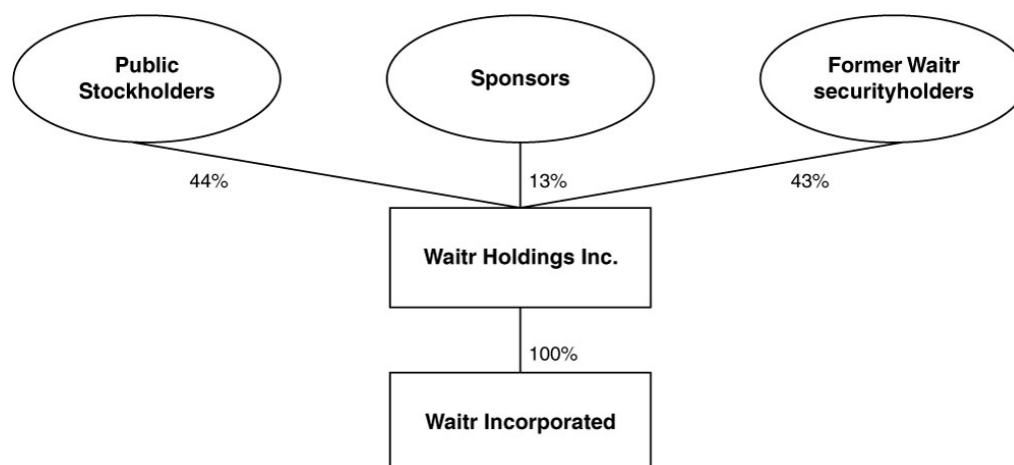 Public
Stockholders
Sponsors
Former Waitr
securityholders
44%
13%
43%
Waitr Holdings Inc.
100%
Waitr Incorporated